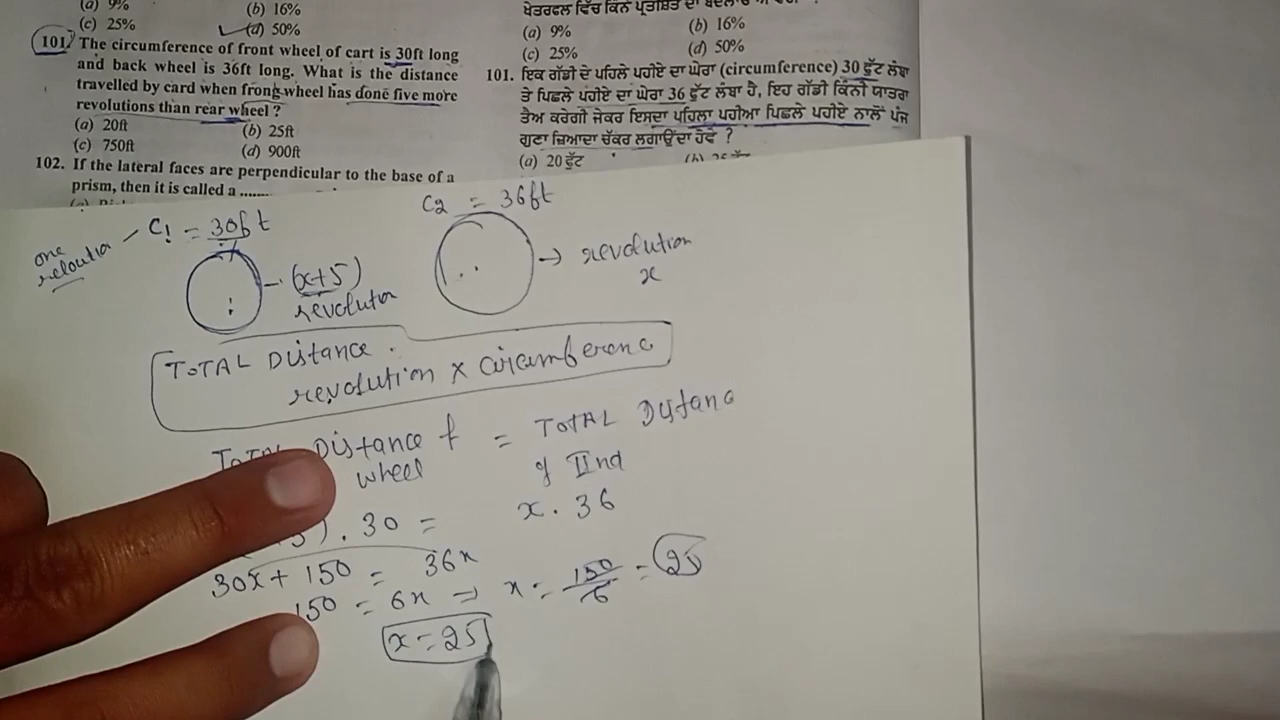 (a) 9%
(b) 16%
(c) 25%
(d) 50%
101. The circumference of front wheel of cart is 30ft long
and back wheel is 36ft long. What is the distance
travelled by card when frong wheel has done five more
revolutions than rear wheel ?
(a) 20ft
(b) 25ft
(c) 750ft
(d) 900ft
102. If the lateral faces are perpendicular to the base of a
prism, then it is called a ........
(a) 9%
(b) 16%
(c) 25%
(d) 50%
101. ਇਕ ਗੱਡੀ ਦੇ ਪਹਿਲੇ ਪਹੀਏ ਦਾ ਘੇਰਾ (circumference) 30 ਫੁੱਟ ਲੰਬਾ
ਤੇ ਪਿਛਲੇ ਪਹੀਏ ਦਾ ਘੇਰਾ 36 ਫੁੱਟ ਲੰਬਾ ਹੈ, ਇਹ ਗੱਡੀ ਕਿੰਨੀ ਯਾਤਰਾ
ਤੈਅ ਕਰੇਗੀ ਜੇਕਰ ਇਸਦਾ ਪਹਿਲਾ ਪਹੀਆ ਪਿਛਲੇ ਪਹੀਏ ਨਾਲੋਂ ਪੰਜ
ਗੁਣਾ ਜ਼ਿਆਦਾ ਚੱਕਰ ਲਗਾਉਂਦਾ ਹੋਵੇ ?
(a) 20 ਫੁੱਟ
one
C1 = 30ft
C2 = 36ft
(x+5)
→ revolution
x
TOTAL Distance
revolution x circumferenc
Distance f = TOTAL Distanc
wheel of IInd
. 30 = x . 36
30x + 150 = 36x
150 = 6x ⇒ x = 150/6 = 25
x = 25